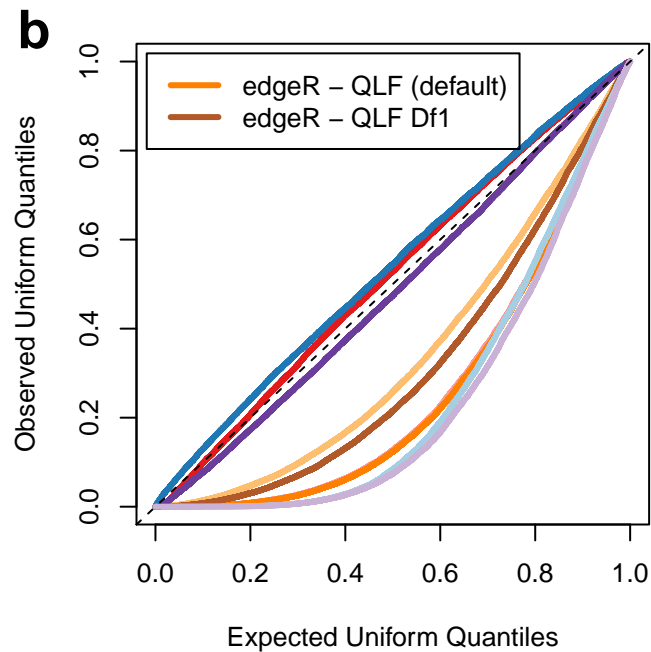 b
edgeR – QLF (default)
edgeR – QLF Df1
Observed Uniform Quantiles
1.0
0.8
0.6
0.4
0.2
0.0
0.0 0.2 0.4 0.6 0.8 1.0
Expected Uniform Quantiles